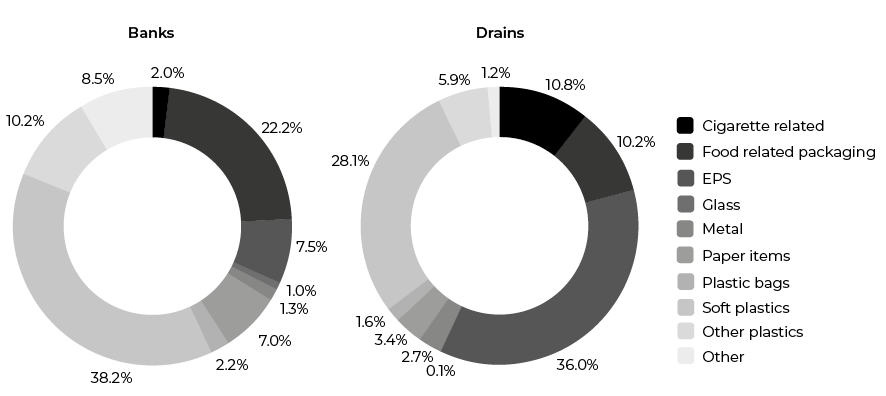 Banks
2.0%
22.2%
7.5%
1.0%
1.3%
7.0%
2.2%
38.2%
10.2%
8.5%
Drains
10.8%
10.2%
36.0%
0.1%
2.7%
3.4%
1.6%
28.1%
5.9%
1.2%
Cigarette related
Food related packaging
EPS
Glass
Metal
Paper items
Plastic bags
Soft plastics
Other plastics
Other